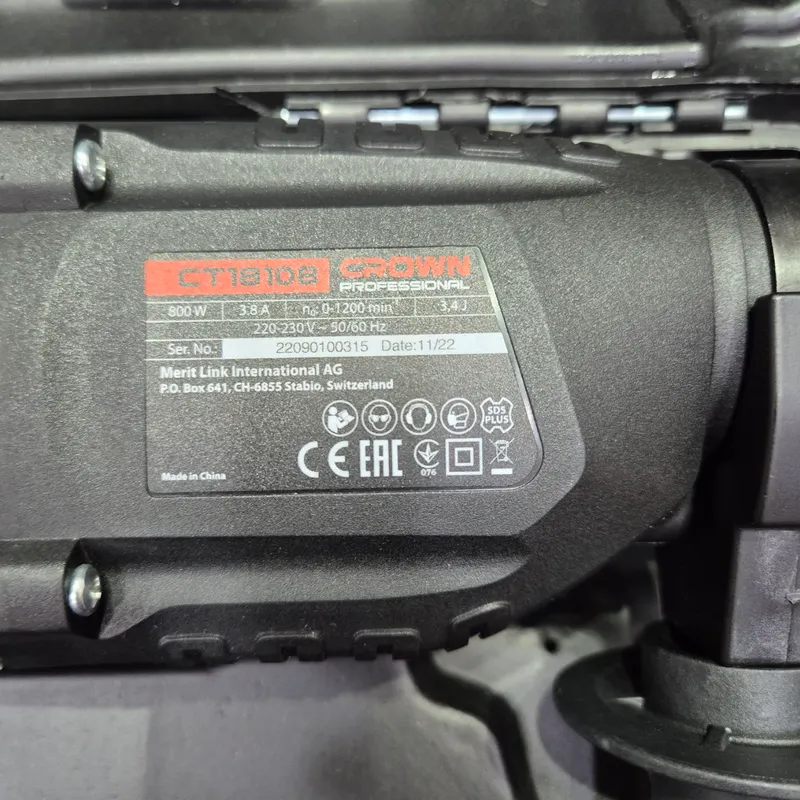 CT18108 CROWN
PROFESSIONAL
800 W 3.8 A n₀: 0-1200 min⁻¹ 3,4 J
220-230 V ~ 50/60 Hz
Ser. No.: 22090100315 Date:11/22
Merit Link International AG
P.O. Box 641, CH-6855 Stabio, Switzerland
SDS
PLUS
CE EAC 076
Made in China